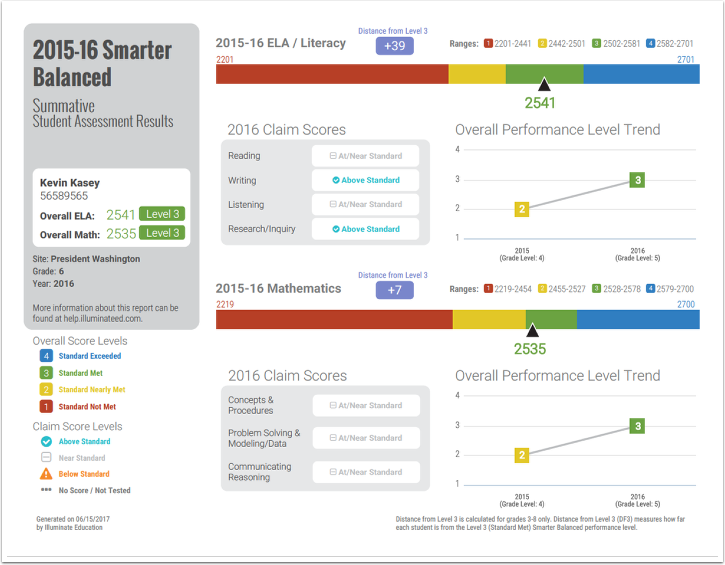 2015-16 Smarter
Balanced
Summative
Student Assessment Results
Kevin Kasey
56589565
Overall ELA: 2541 Level 3
Overall Math: 2535 Level 3
Site: President Washington
Grade: 6
Year: 2016
More information about this report can be
found at help.illuminateed.com.
Overall Score Levels
4 Standard Exceeded
3 Standard Met
2 Standard Nearly Met
1 Standard Not Met
Claim Score Levels
Above Standard
Near Standard
Below Standard
No Score / Not Tested
Generated on 06/15/2017
by Illuminate Education
2015-16 ELA / Literacy
Distance from Level 3
+39
Ranges: 1 2201-2441 2 2442-2501 3 2502-2581 4 2582-2701
2201 2701
2541
2016 Claim Scores
Reading At/Near Standard
Writing Above Standard
Listening At/Near Standard
Research/Inquiry Above Standard
Overall Performance Level Trend
4
3
2
1
2
3
2015 2016
(Grade Level: 4) (Grade Level: 5)
2015-16 Mathematics
Distance from Level 3
+7
Ranges: 1 2219-2454 2 2455-2527 3 2528-2578 4 2579-2700
2219 2700
2535
2016 Claim Scores
Concepts &
Procedures
At/Near Standard
Problem Solving &
Modeling/Data
At/Near Standard
Communicating
Reasoning
At/Near Standard
Overall Performance Level Trend
4
3
2
1
2
3
2015 2016
(Grade Level: 4) (Grade Level: 5)
Distance from Level 3 is calculated for grades 3-8 only. Distance from Level 3 (DF3) measures how far
each student is from the Level 3 (Standard Met) Smarter Balanced performance level.